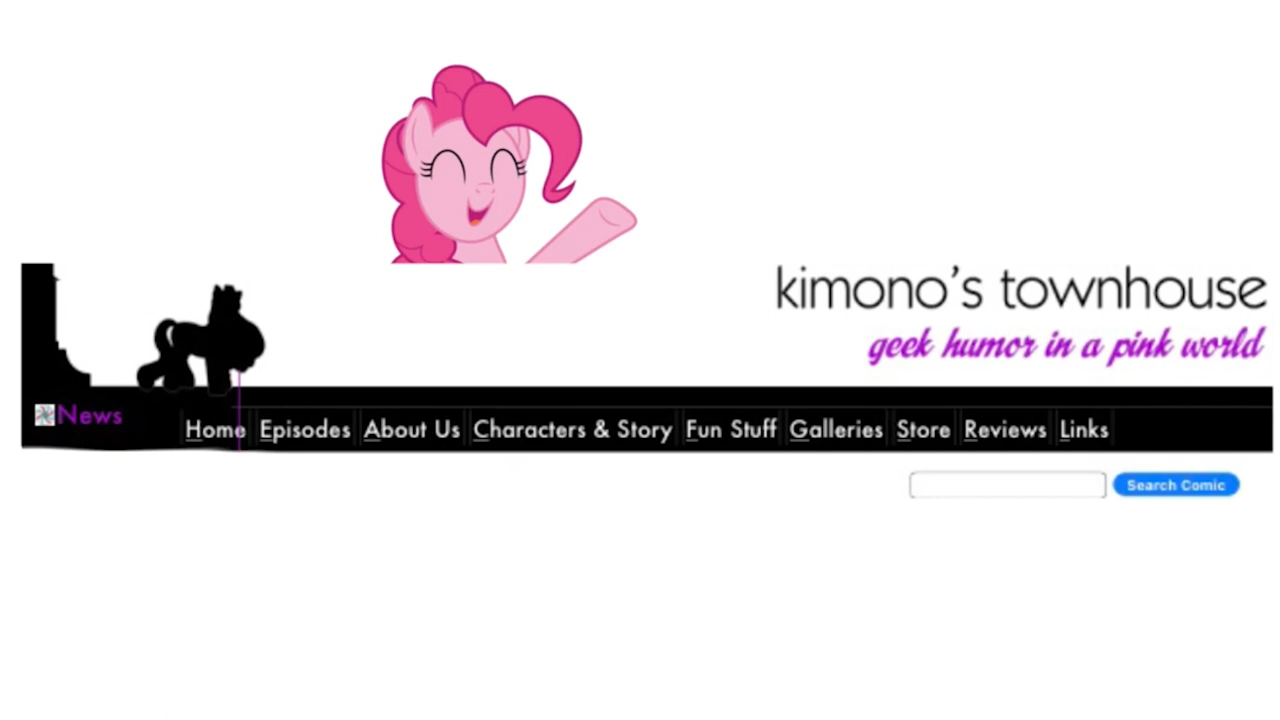 kimono's townhouse
geek humor in a pink world
News
Home Episodes About Us Characters & Story Fun Stuff Galleries Store Reviews Links
Search Comic